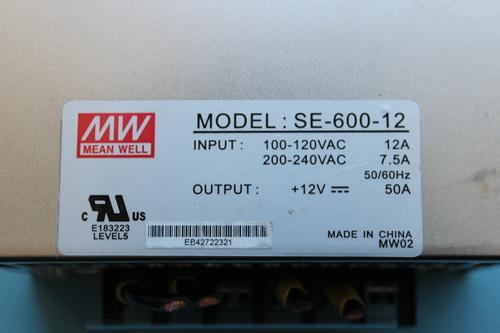 MW
MEAN WELL
MODEL : SE-600-12
INPUT : 100-120VAC 12A
200-240VAC 7.5A
50/60Hz
OUTPUT : +12V 50A
C RU US
E183223
LEVEL5
EB42722321
MADE IN CHINA
MW02